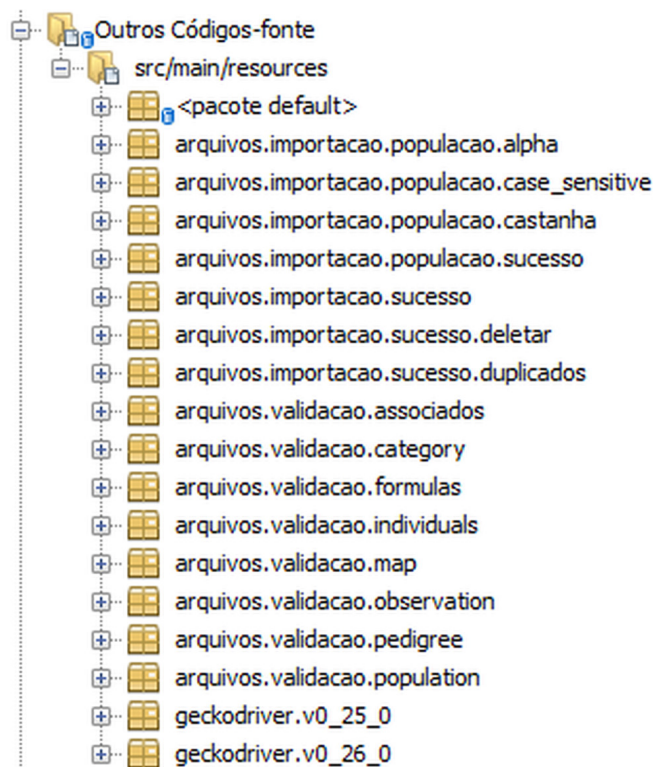 Outros Códigos-fonte
src/main/resources
<pacote default>
arquivos.importacao.populacao.alpha
arquivos.importacao.populacao.case_sensitive
arquivos.importacao.populacao.castanha
arquivos.importacao.populacao.sucesso
arquivos.importacao.sucesso
arquivos.importacao.sucesso.deletar
arquivos.importacao.sucesso.duplicados
arquivos.validacao.associados
arquivos.validacao.category
arquivos.validacao.formulas
arquivos.validacao.individuals
arquivos.validacao.map
arquivos.validacao.observation
arquivos.validacao.pedigree
arquivos.validacao.population
geckodriver.v0_25_0
geckodriver.v0_26_0